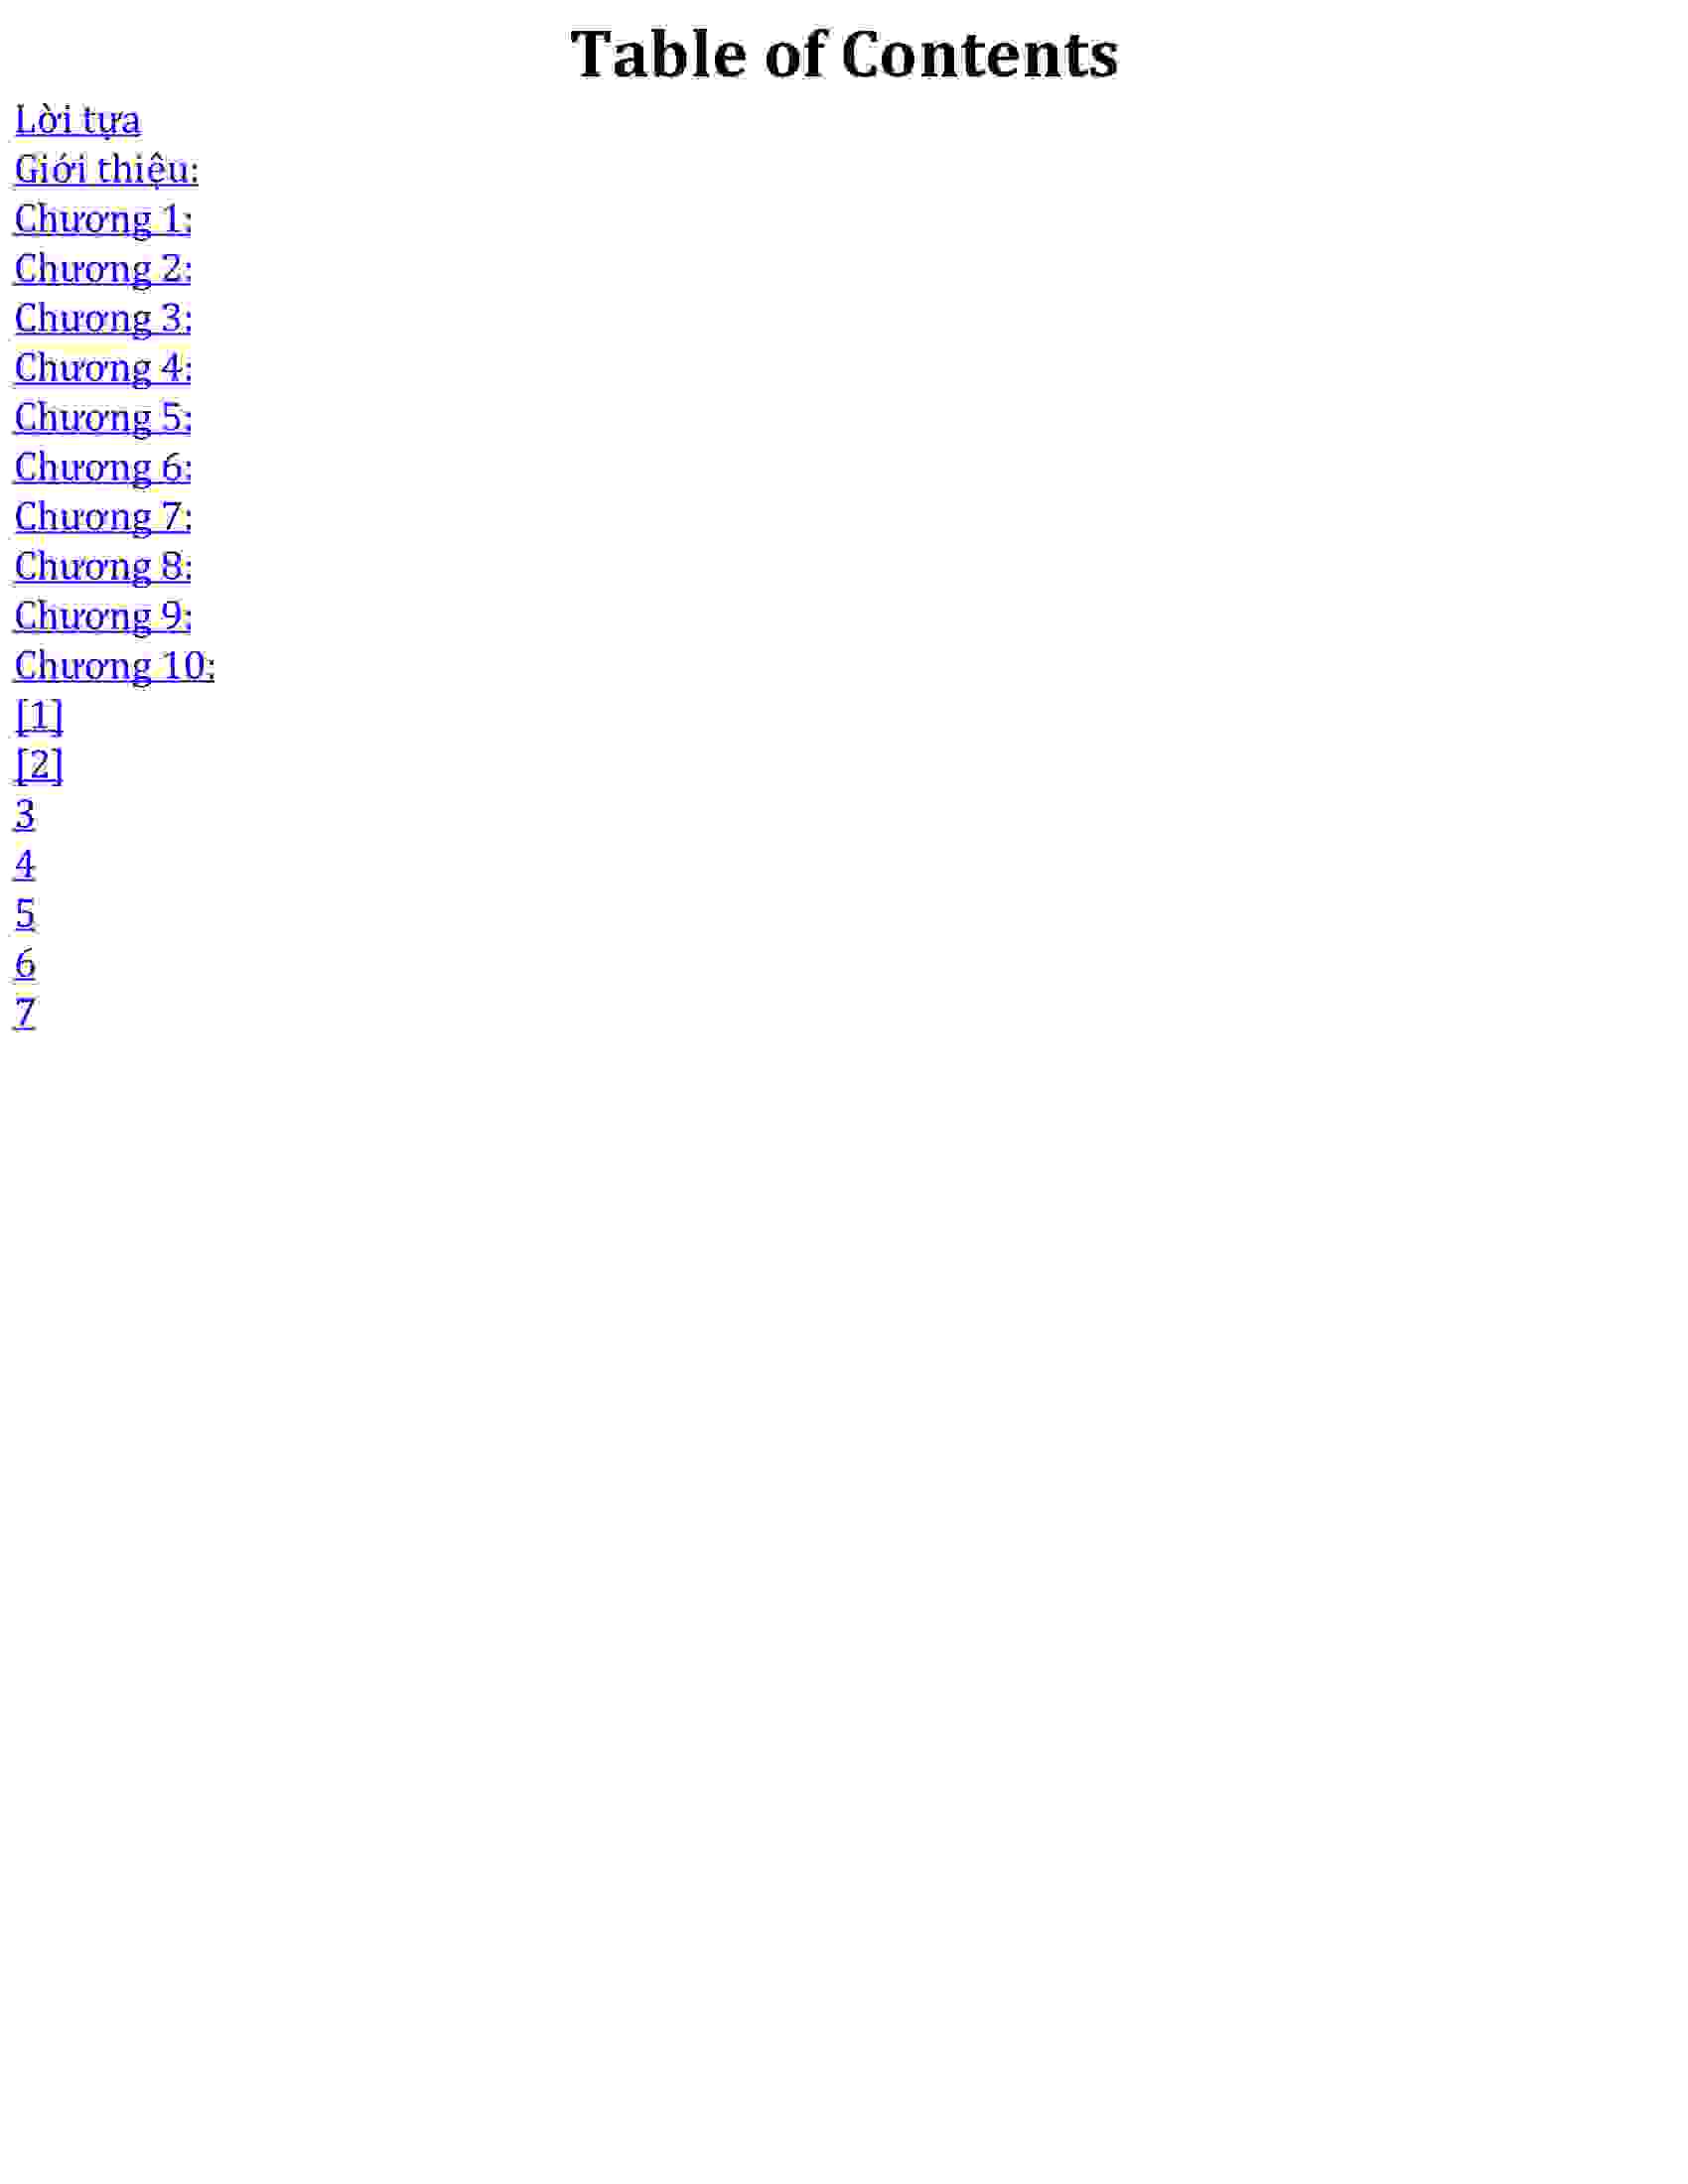 Table of Contents
Lời tựa
Giới thiệu:
Chương 1:
Chương 2:
Chương 3:
Chương 4:
Chương 5:
Chương 6:
Chương 7:
Chương 8:
Chương 9:
Chương 10:
[1]
[2]
3
4
5
6
7